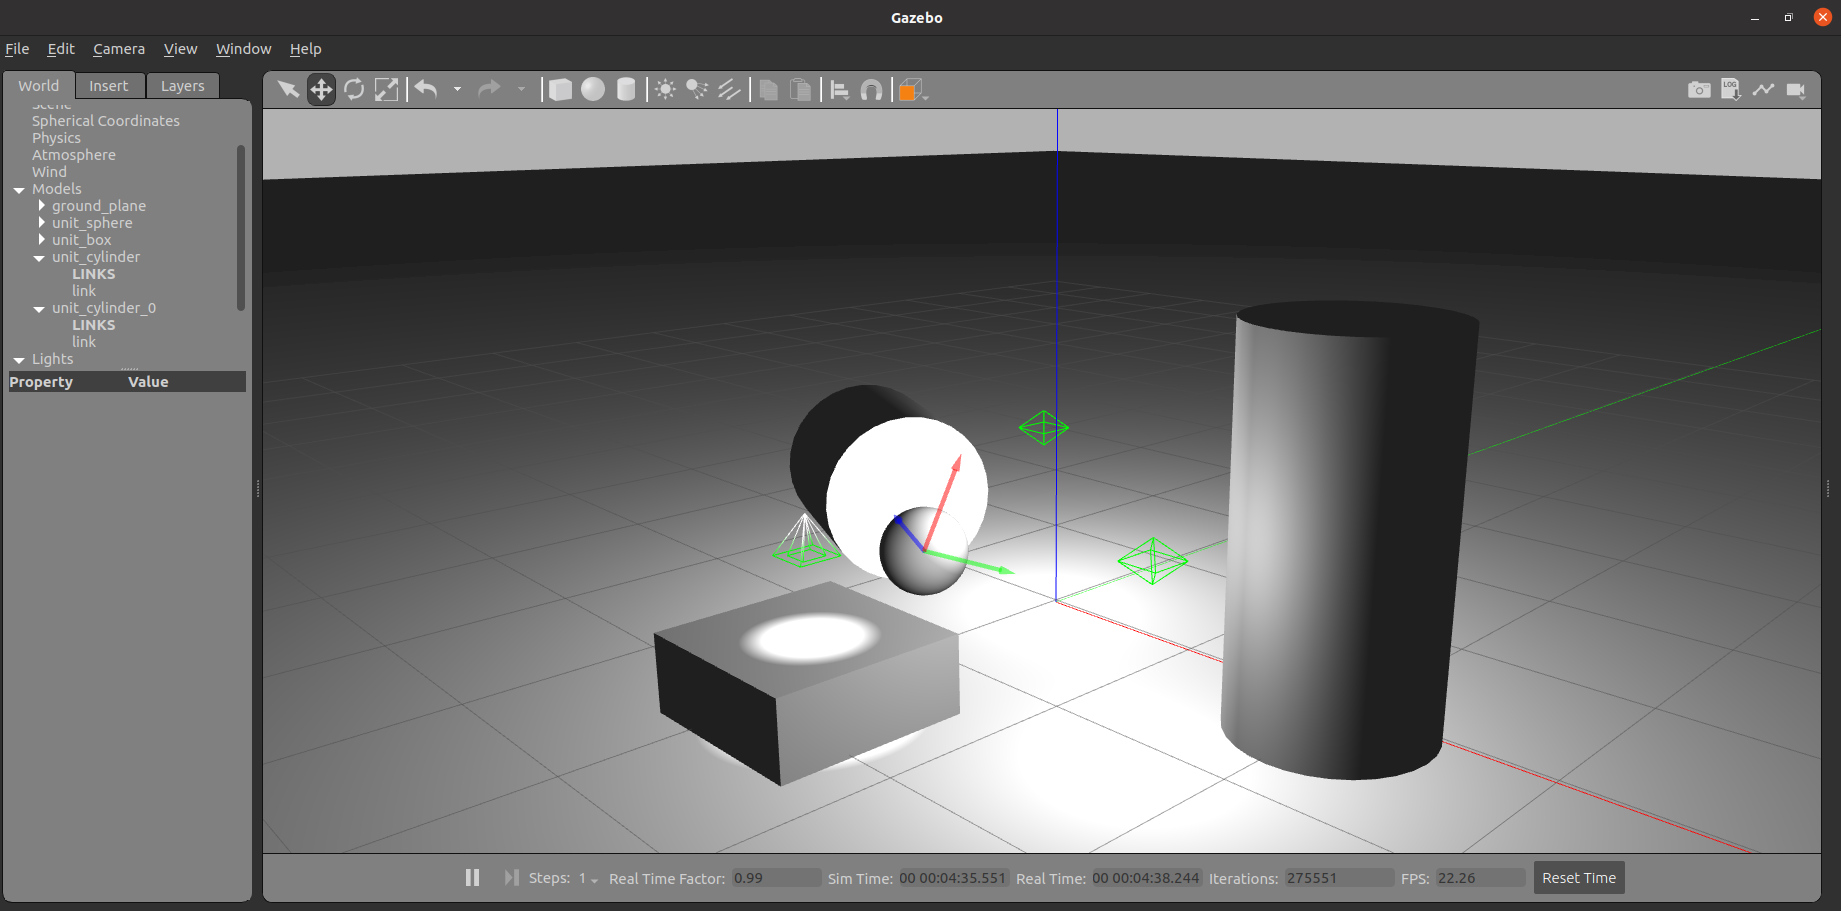 Gazebo
File Edit Camera View Window Help
World Insert Layers
LOG
Scene
Spherical Coordinates
Physics
Atmosphere
Wind
Models
ground_plane
unit_sphere
unit_box
unit_cylinder
LINKS
link
unit_cylinder_0
LINKS
link
Lights
Property Value
Steps: 1 Real Time Factor: 0.99 Sim Time: 00 00:04:35.551 Real Time: 00 00:04:38.244 Iterations: 275551 FPS: 22.26 Reset Time